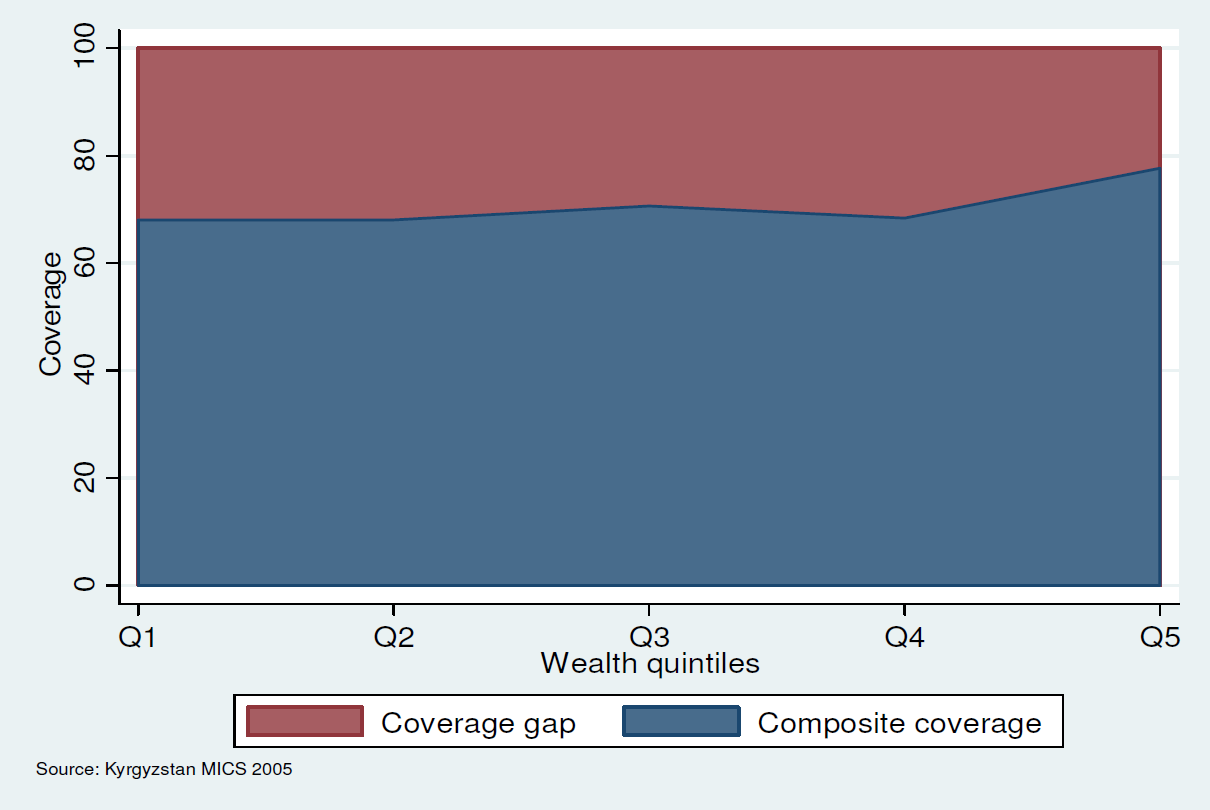 100
80
60
40
20
0
Coverage
Q1 Q2 Q3 Q4 Q5
Wealth quintiles
Coverage gap Composite coverage
Source: Kyrgyzstan MICS 2005